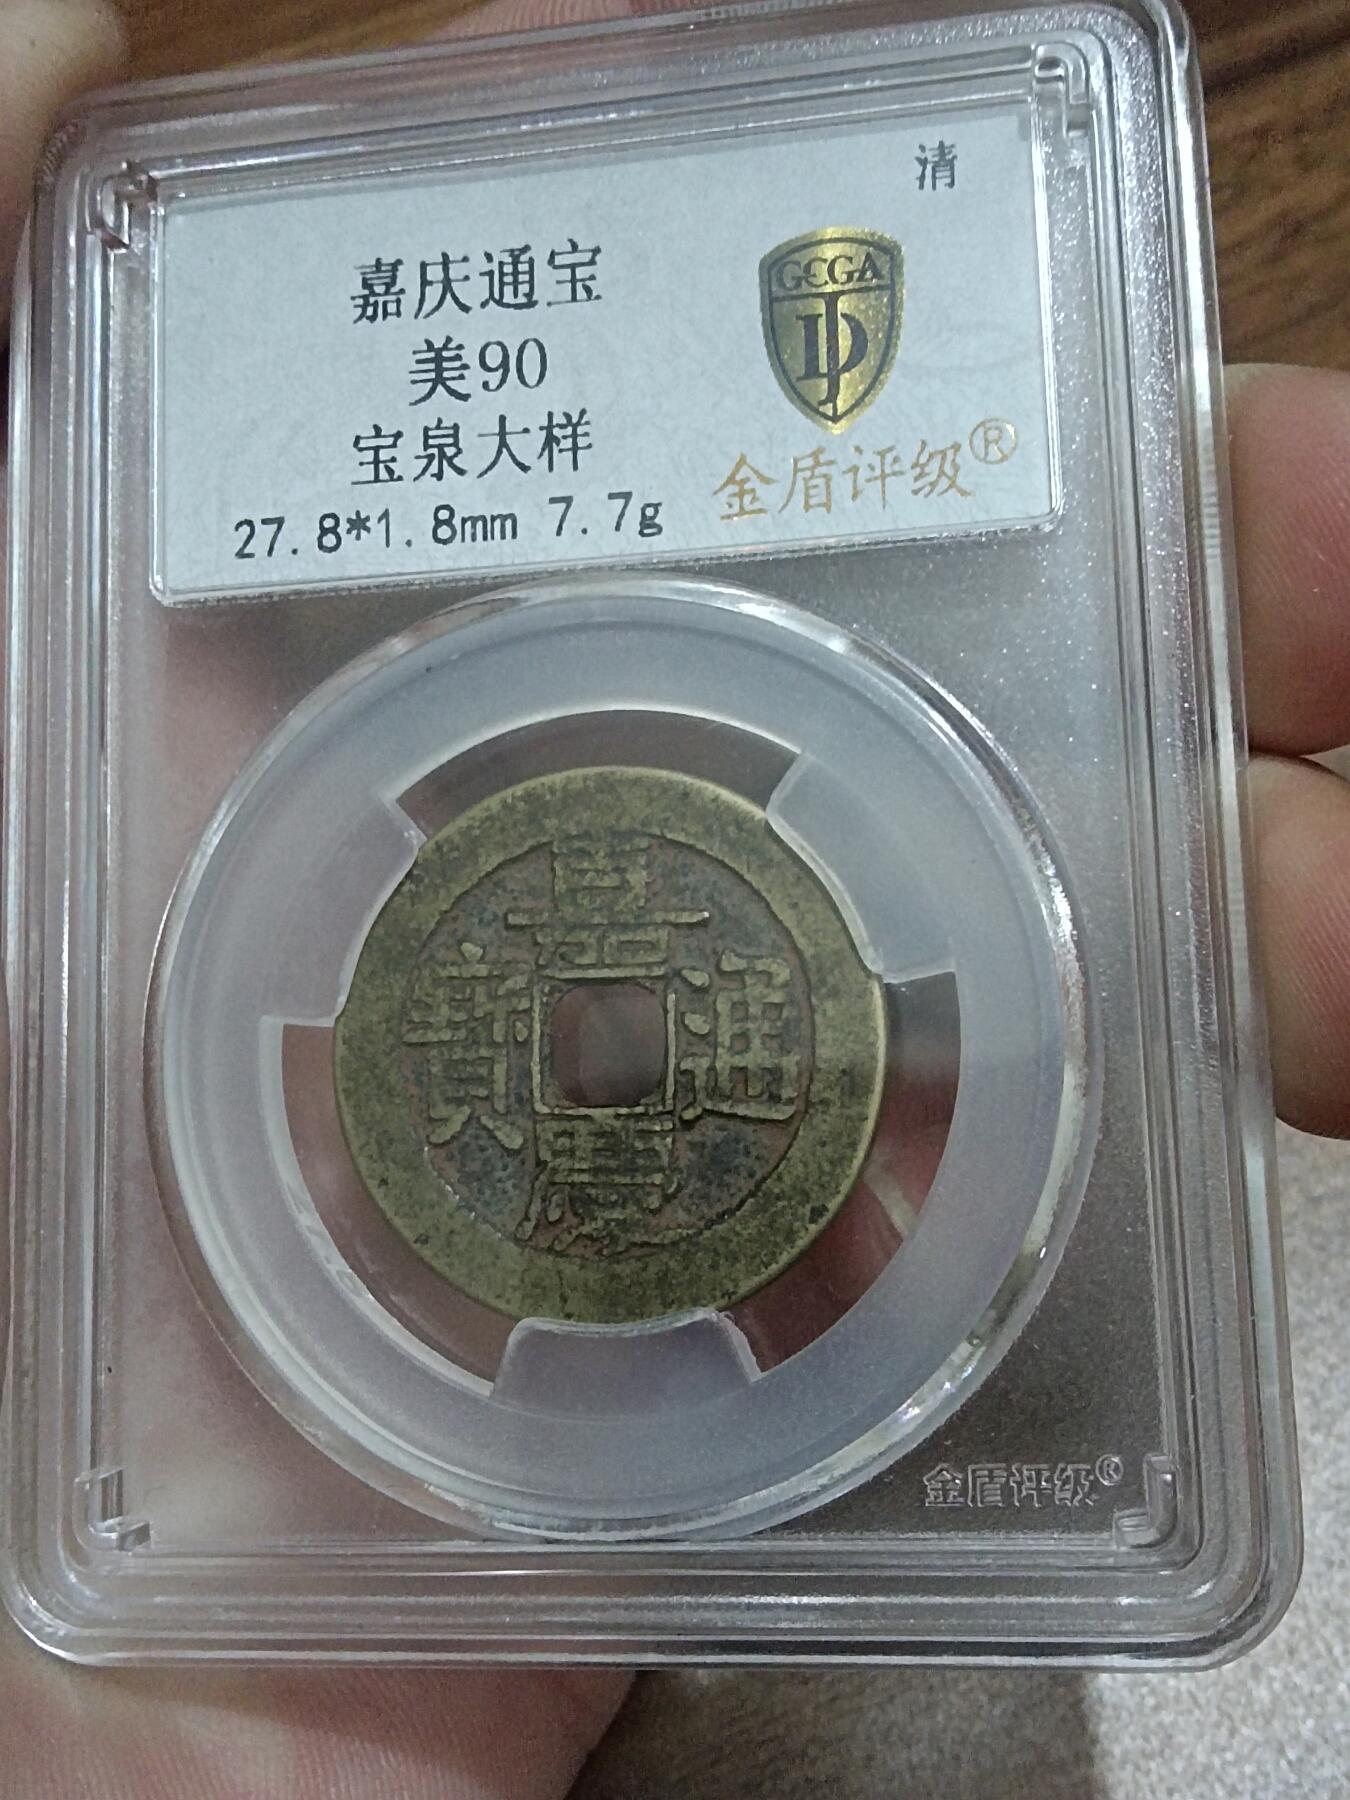 清
嘉庆通宝
美90
宝泉大样
27.8*1.8mm 7.7g
GCGA
JD
金盾评级®
嘉
寶 通
慶
金盾评级®